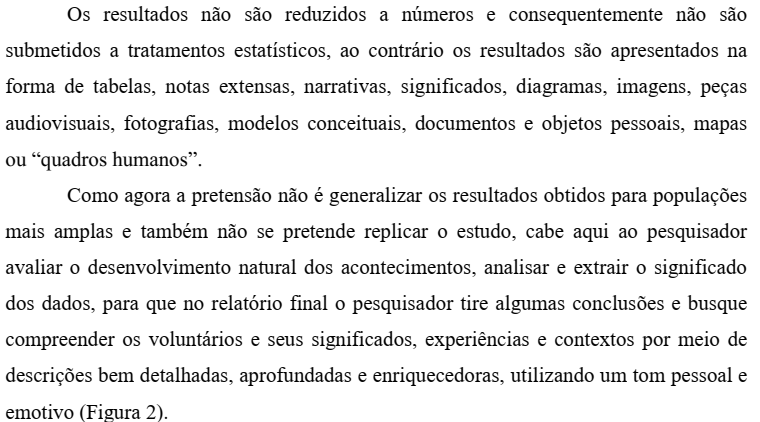 Os resultados não são reduzidos a números e consequentemente não são
submetidos a tratamentos estatísticos, ao contrário os resultados são apresentados na
forma de tabelas, notas extensas, narrativas, significados, diagramas, imagens, peças
audiovisuais, fotografias, modelos conceituais, documentos e objetos pessoais, mapas
ou “quadros humanos”.
Como agora a pretensão não é generalizar os resultados obtidos para populações
mais amplas e também não se pretende replicar o estudo, cabe aqui ao pesquisador
avaliar o desenvolvimento natural dos acontecimentos, analisar e extrair o significado
dos dados, para que no relatório final o pesquisador tire algumas conclusões e busque
compreender os voluntários e seus significados, experiências e contextos por meio de
descrições bem detalhadas, aprofundadas e enriquecedoras, utilizando um tom pessoal e
emotivo (Figura 2).